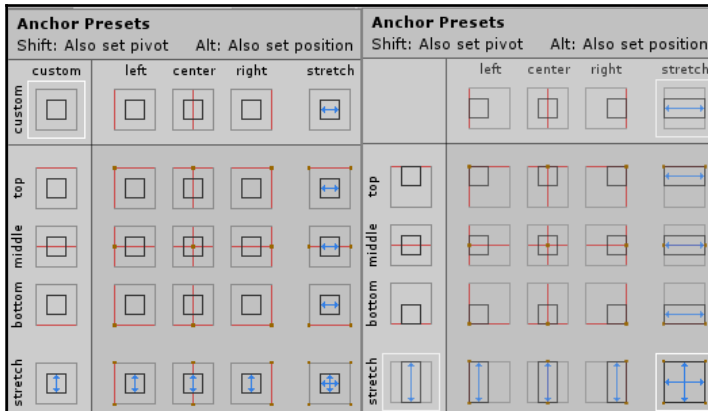 Anchor Presets
Shift: Also set pivot Alt: Also set position
custom left center right stretch
custom
top
middle
bottom
stretch
Anchor Presets
Shift: Also set pivot Alt: Also set position
left center right stretch
top
middle
bottom
stretch